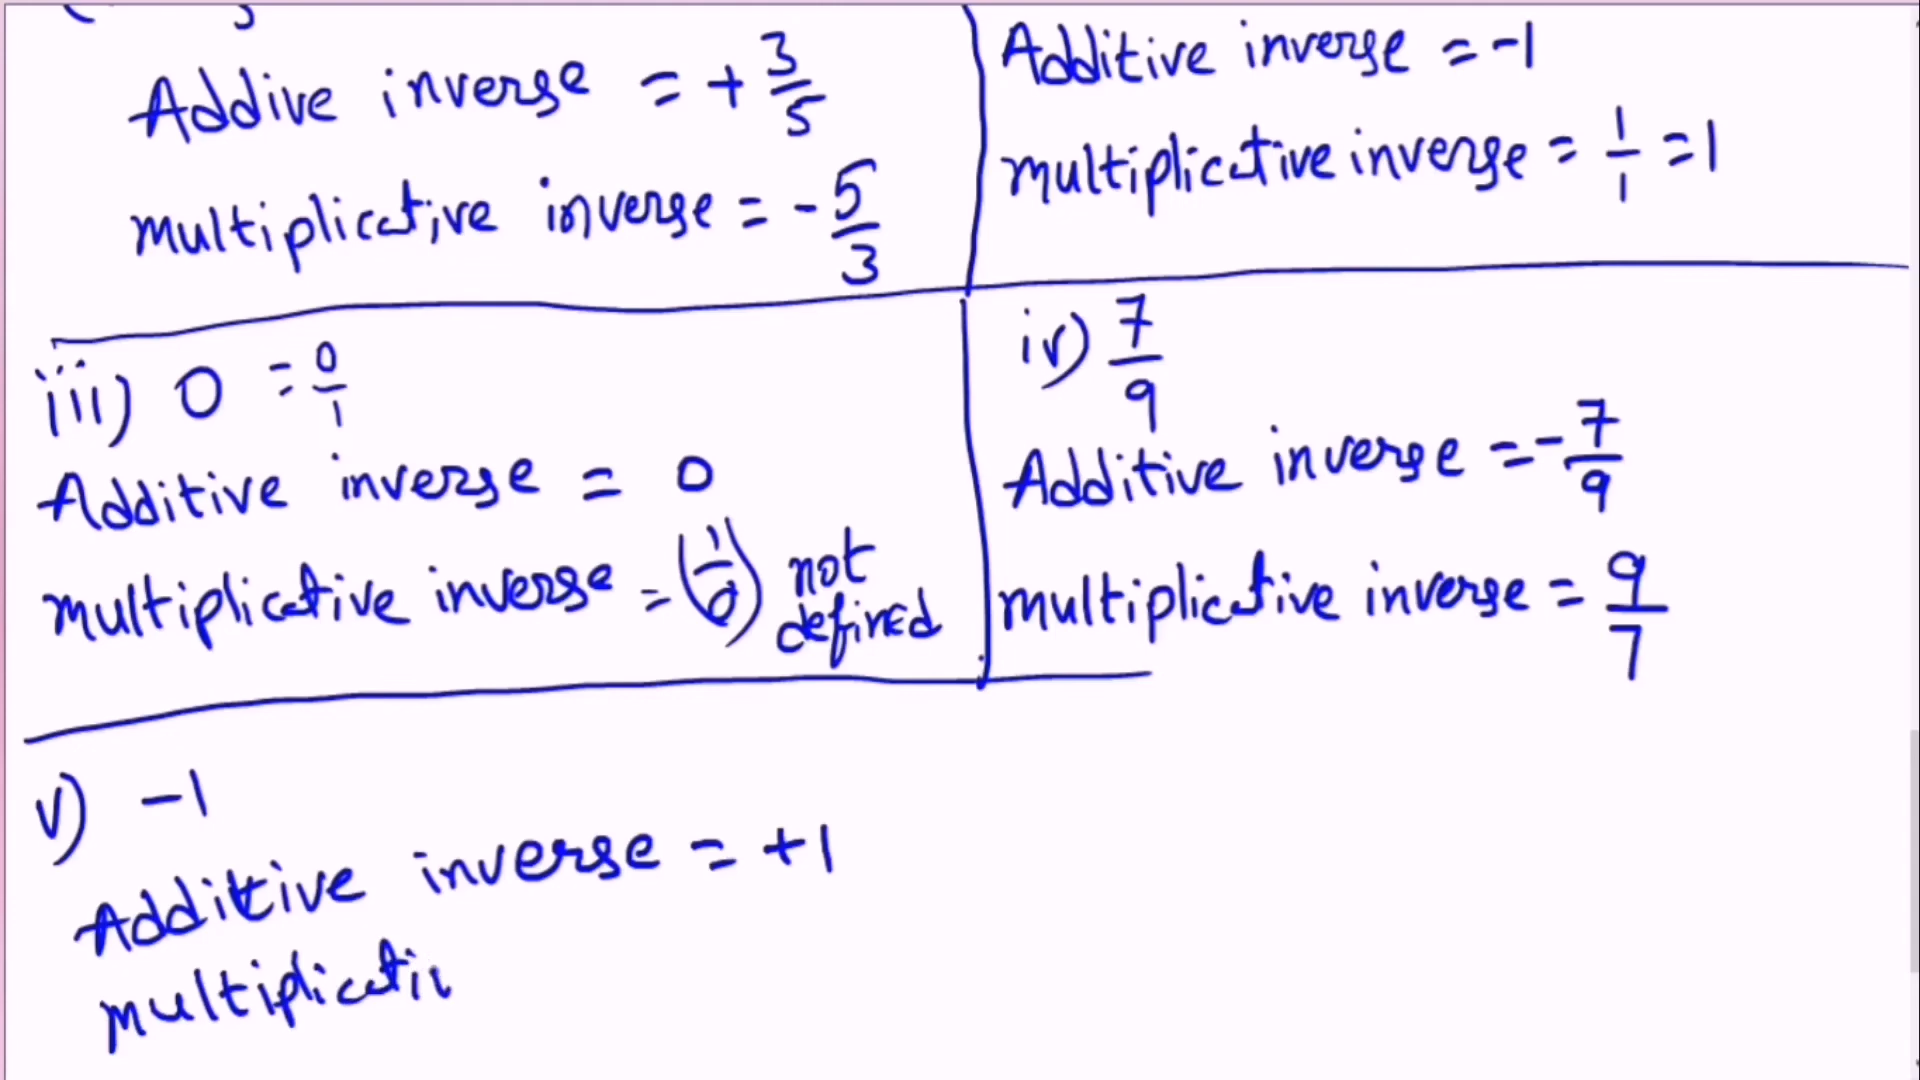 Addive inverse = + 3/5
multiplicative inverse = - 5/3
Additive inverse = -1
multiplicative inverse = 1/1 = 1
iii) 0 = 0/1
Additive inverse = 0
multiplicative inverse = (1/0) not defined
iv) 7/9
Additive inverse = - 7/9
multiplicative inverse = 9/7
v) -1
Additive inverse = +1
multiplicati